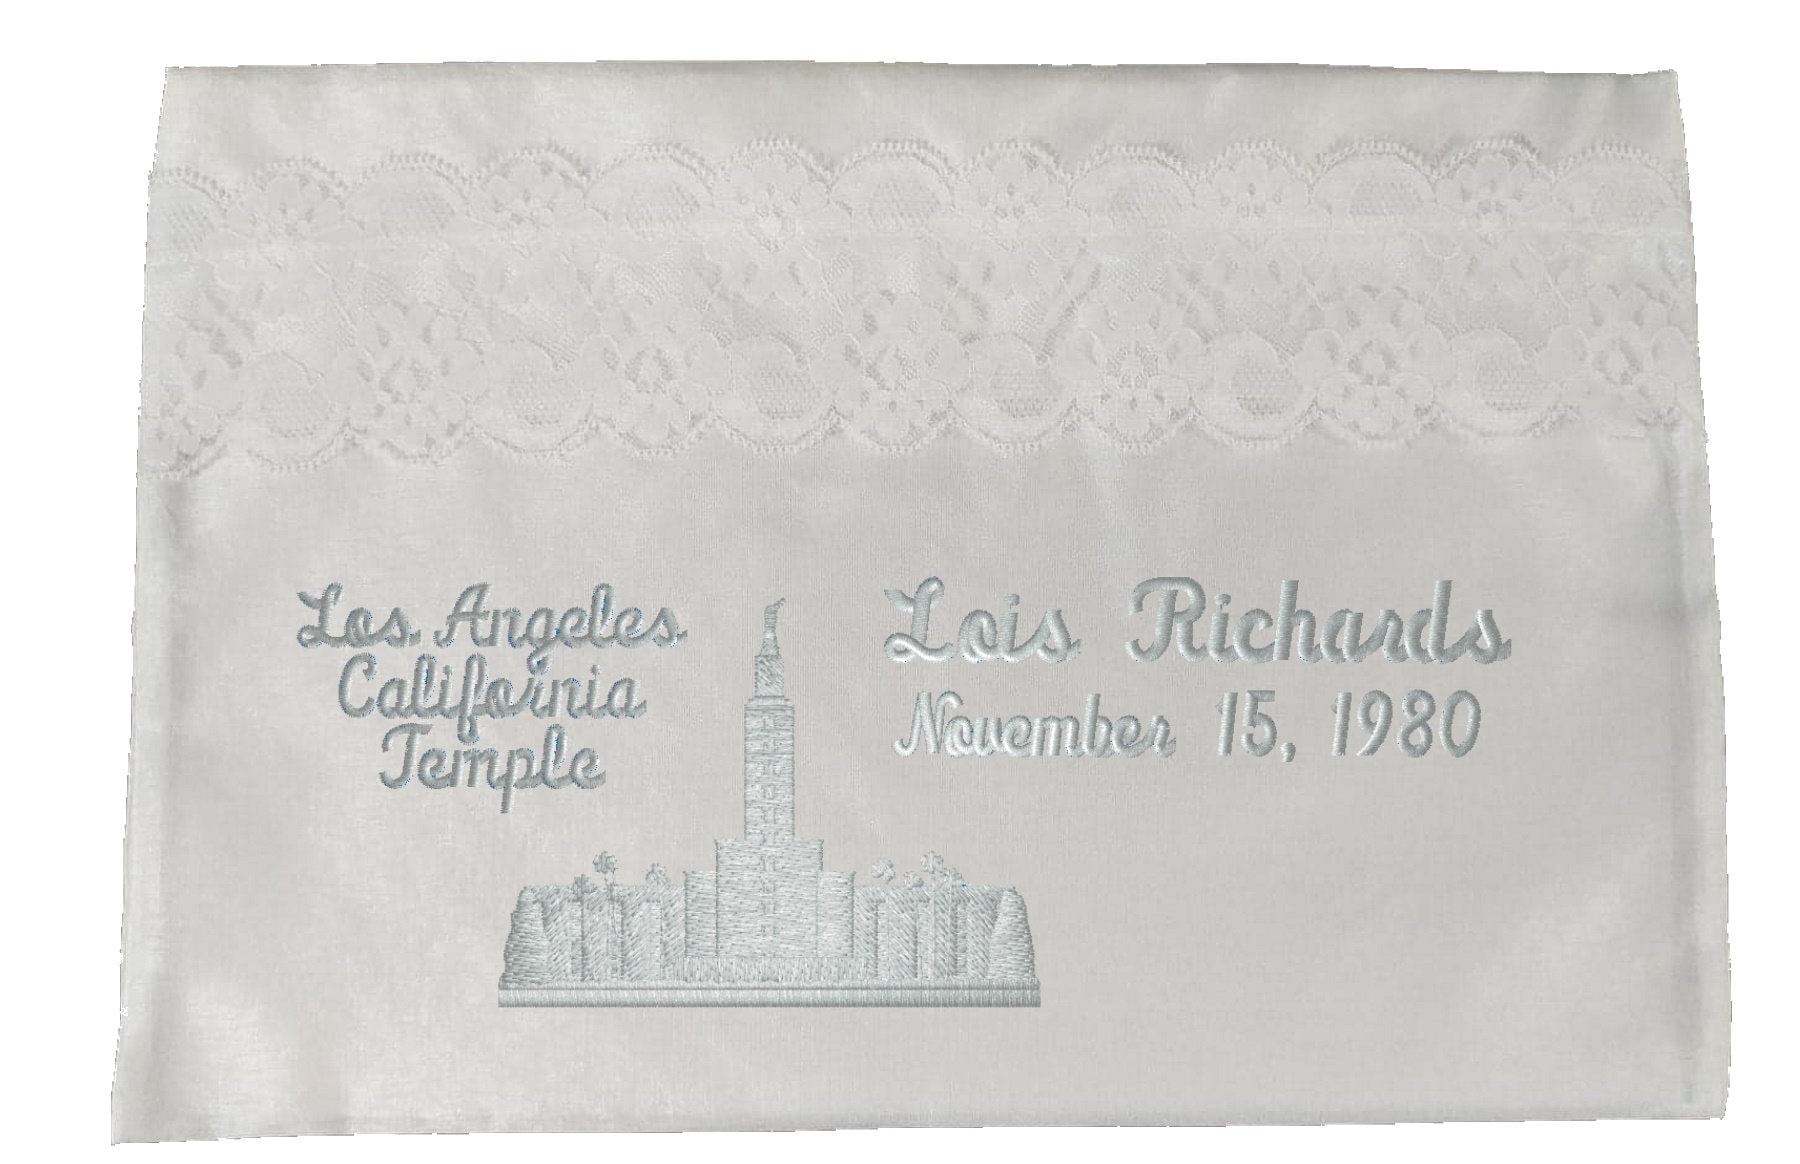 Los Angeles
California
Temple
Lois Richards
November 15, 1980